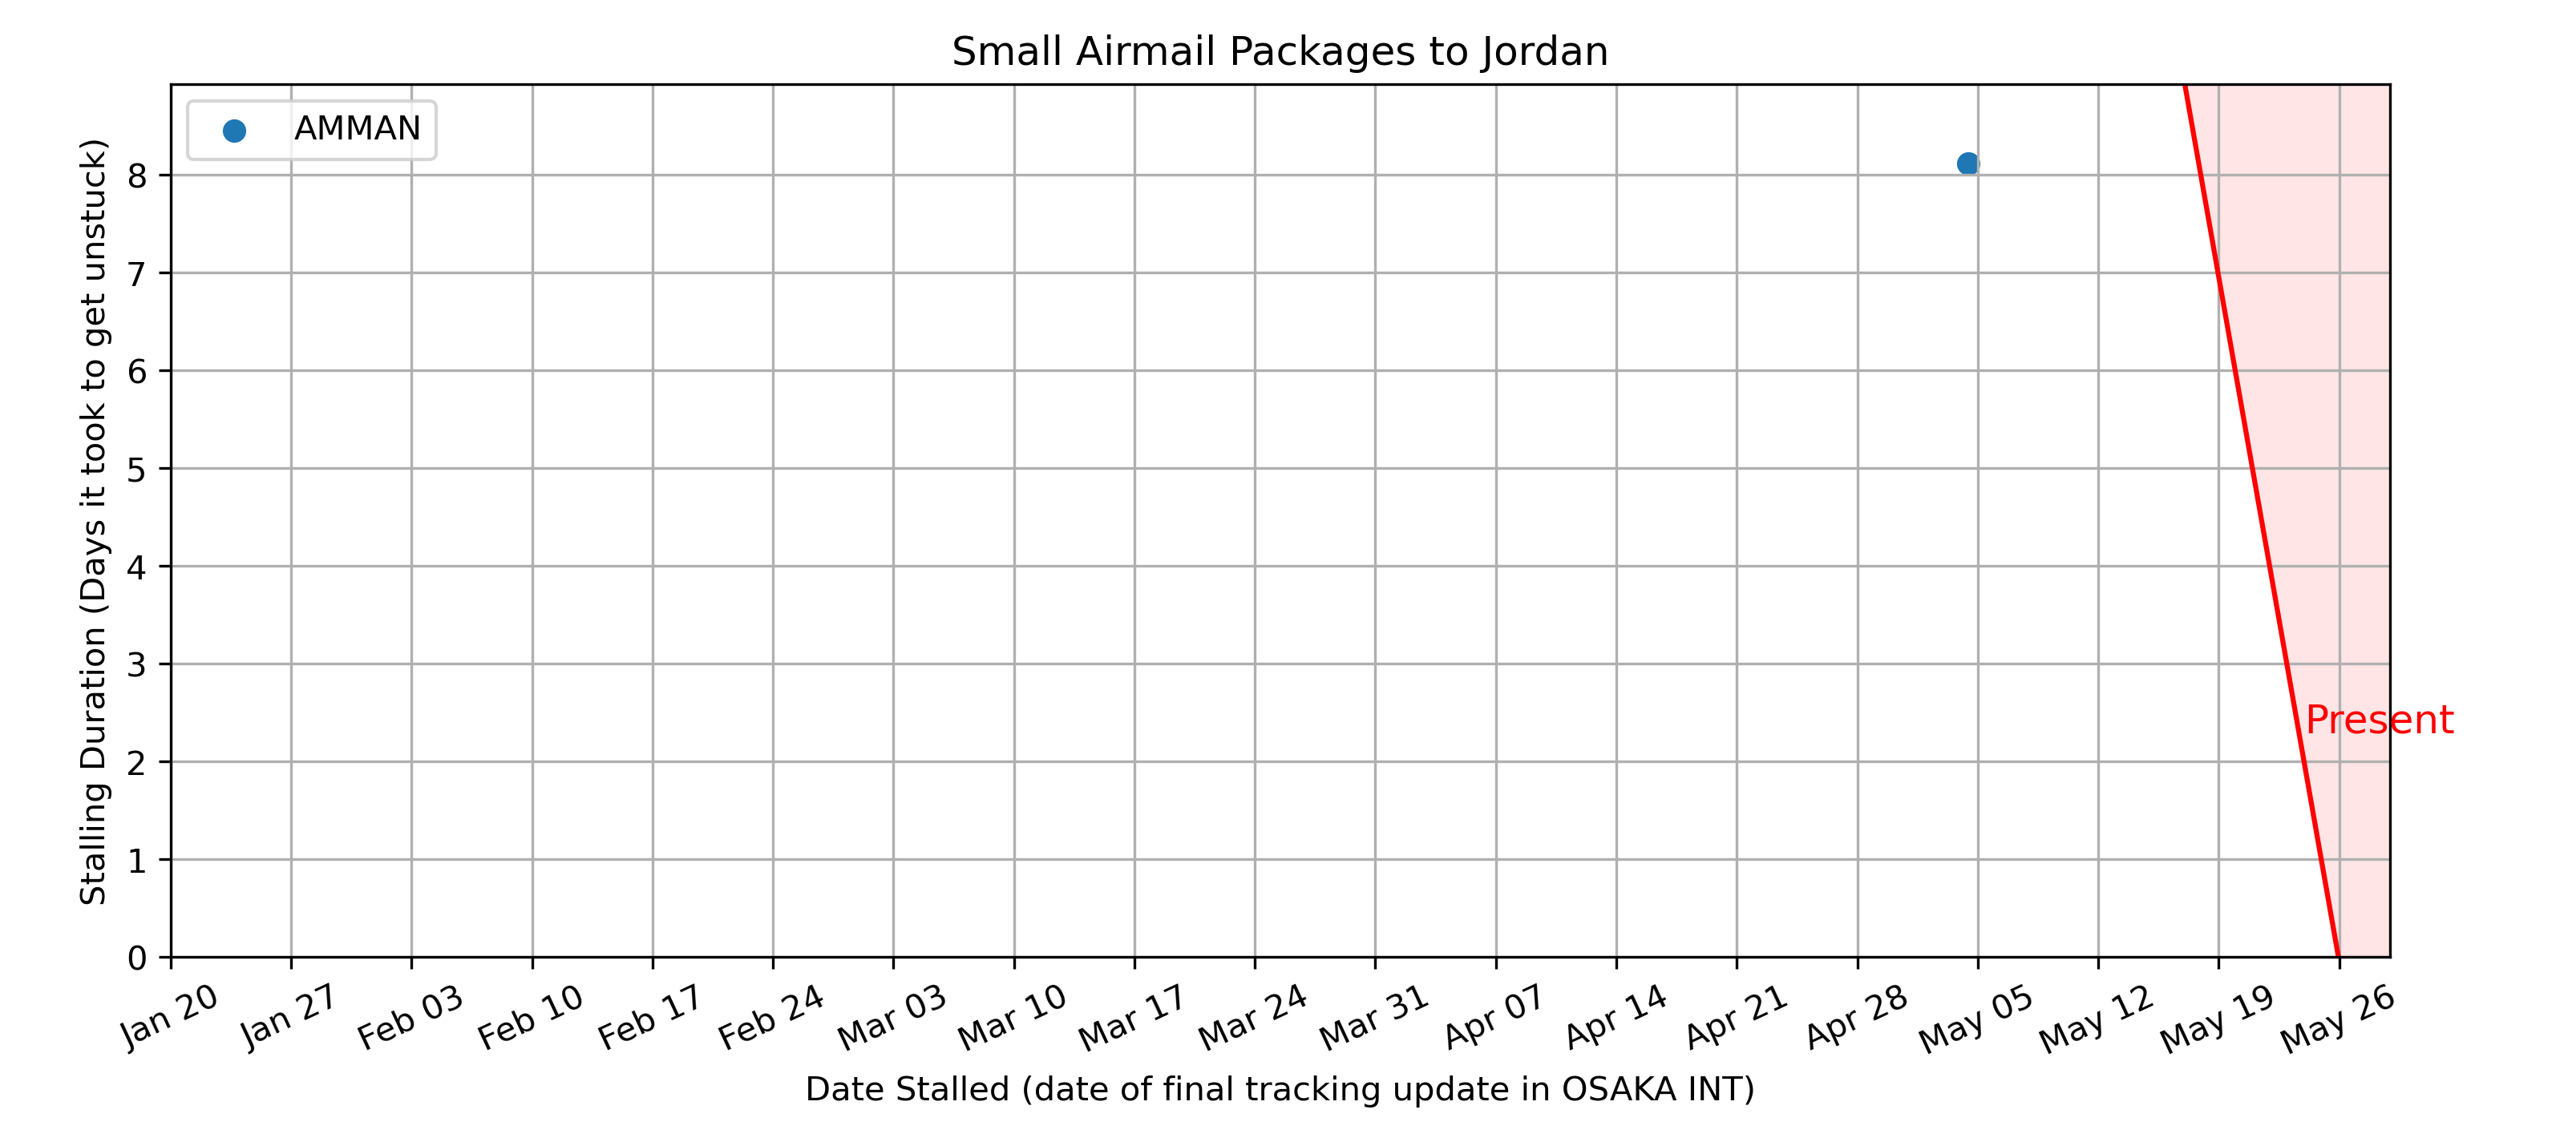 Small Airmail Packages to Jordan
AMMAN
Stalling Duration (Days it took to get unstuck)
8
7
6
5
4
3
2
1
0
Present
Jan 20
Jan 27
Feb 03
Feb 10
Feb 17
Feb 24
Mar 03
Mar 10
Mar 17
Mar 24
Mar 31
Apr 07
Apr 14
Apr 21
Apr 28
May 05
May 12
May 19
May 26
Date Stalled (date of final tracking update in OSAKA INT)